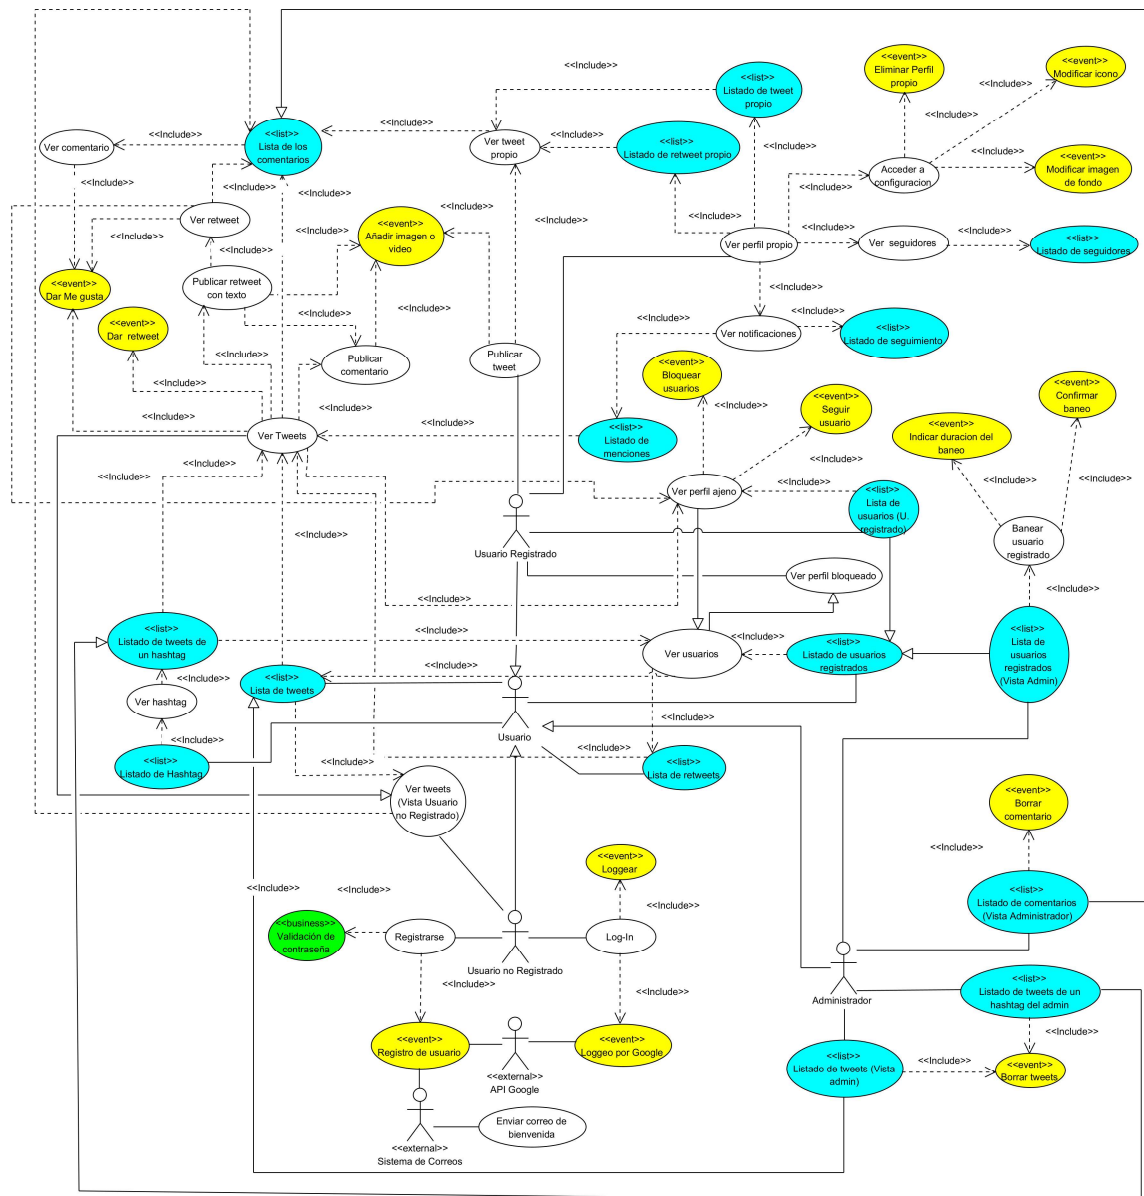 <<event>>
Eliminar Perfil
propio
<<event>>
Modificar icono
<<Include>>
<<list>>
Listado de tweet
propio
<<Include>>
<<Include>>
<<Include>>
<<list>>
Lista de los
comentarios
<<Include>>
Ver comentario
<<Include>>
Ver tweet
propio
<<Include>>
<<list>>
Listado de retweet propio
<<Include>>
<<Include>>
Acceder a
configuracion
<<Include>>
<<event>>
Modificar imagen
de fondo
<<Include>>
<<Include>>
<<Include>>
<<Include>>
Ver retweet
<<Include>>
<<event>>
Añadir imagen o
video
<<Include>>
<<Include>>
Ver perfil propio
<<Include>>
Ver seguidores
<<Include>>
<<list>>
Listado de seguidores
<<Include>>
<<Include>>
<<event>>
Dar Me gusta
Publicar retweet
con texto
<<Include>>
<<Include>>
<<Include>>
<<event>>
Dar retweet
<<Include>>
<<Include>>
Ver notificaciones
<<list>>
Listado de seguimiento
<<Include>>
Publicar
comentario
Publicar
tweet
<<event>>
Bloquear
usuarios
<<Include>>
<<Include>>
<<event>>
Confirmar
baneo
<<Include>>
<<Include>>
<<event>>
Seguir
usuario
<<Include>>
Ver Tweets
<<Include>>
<<list>>
Listado de
menciones
<<Include>>
<<event>>
Indicar duracion del
baneo
<<Include>>
<<Include>>
<<Include>>
<<Include>>
<<Include>>
Ver perfil ajeno
<<list>>
Lista de
usuarios (U.
registrado)
<<Include>>
Banear
usuario
registrado
Usuario Registrado
Ver perfil bloqueado
<<Include>>
<<Include>>
<<list>>
Listado de tweets de
un hashtag
<<Include>>
Ver usuarios
<<Include>>
<<list>>
Listado de usuarios
registrados
<<list>>
Lista de
usuarios
registrados
(Vista Admin)
<<Include>>
<<Include>>
<<list>>
Lista de tweets
Ver hashtag
<<Include>>
<<Include>>
Usuario
<<Include>>
<<Include>>
<<list>>
Listado de Hashtag
<<Include>>
<<Include>>
<<list>>
Lista de retweets
Ver tweets
(Vista Usuario
no Registrado)
<<event>>
Borrar
comentario
<<Include>>
<<event>>
Loggear
<<Include>>
<<Include>>
<<Include>>
<<list>>
Listado de comentarios
(Vista Administrador)
<<business>>
Validación de
contraseña
Registrarse
Usuario no Registrado
Log-In
Administrador
<<list>>
Listado de tweets de un
hashtag del admin
<<Include>>
<<Include>>
<<Include>>
<<event>>
Registro de usuario
<<external>>
API Google
<<event>>
Loggeo por Google
<<list>>
Listado de tweets (Vista
admin)
<<Include>>
<<event>>
Borrar tweets
Enviar correo de
bienvenida
<<external>>
Sistema de Correos